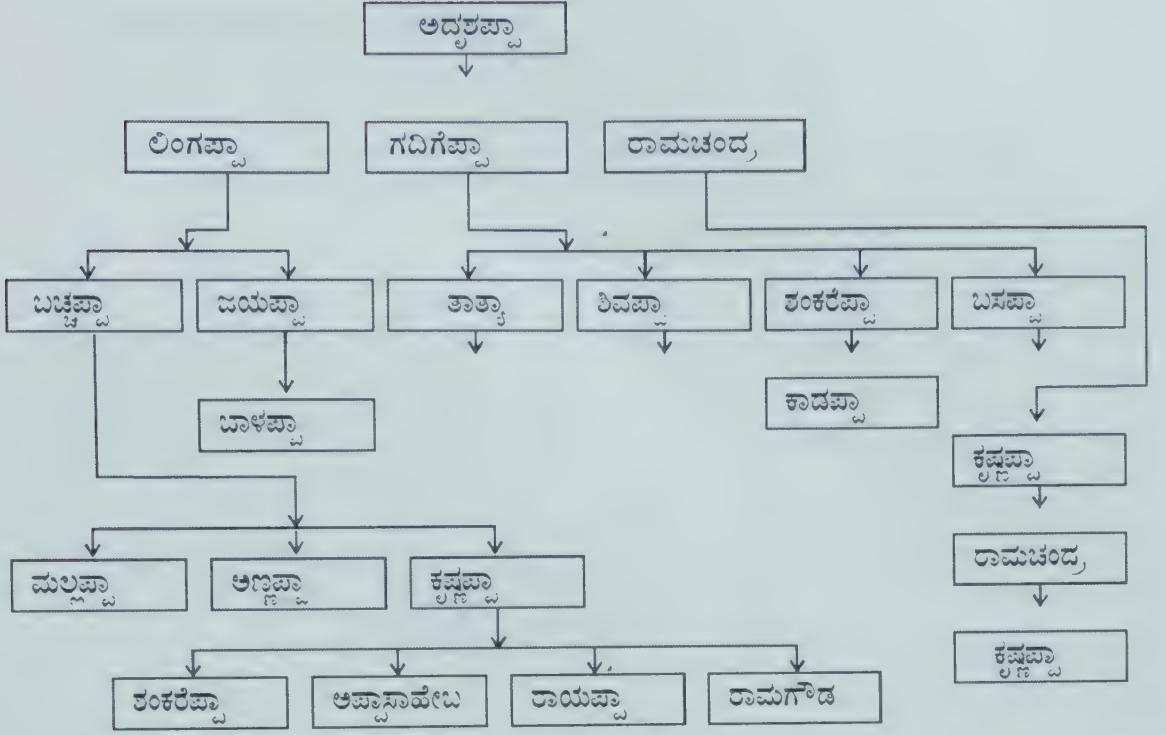 ಅದೃಶಪ್ಪಾ
ಲಿಂಗಪ್ಪಾ ಗದಿಗೆಪ್ಪಾ ರಾಮಚಂದ್ರ
ಬಚ್ಚಪ್ಪಾ ಜಯಪ್ಪಾ ತಾತ್ಯಾ ಶಿವಪ್ಪಾ ಶಂಕರೆಪ್ಪಾ ಬಸಪ್ಪಾ
ಬಾಳಪ್ಪಾ ಕಾಡಪ್ಪಾ
ಕೃಷ್ಣಪ್ಪಾ
ರಾಮಚಂದ್ರ
ಮಲ್ಲಪ್ಪಾ ಅಣ್ಣಪ್ಪಾ ಕೃಷ್ಣಪ್ಪಾ
ಕೃಷ್ಣಪ್ಪಾ
ಶಂಕರೆಪ್ಪಾ ಅಪ್ಪಾಸಾಹೇಬ ರಾಯಪ್ಪಾ ರಾಮಗೌಡ